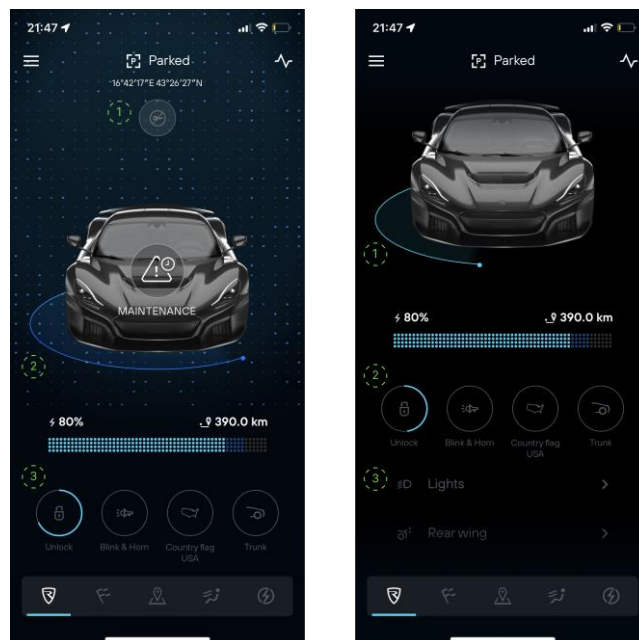 21:47
Parked
16°42'17"E 43°26'27"N
1
MAINTENANCE
2
80%
390.0 km
3
Unlock
Blink & Horn
Country flag
USA
Trunk
21:47
P Parked
1
80%
390.0 km
2
Unlock
Blink & Horn
Country flag
USA
Trunk
3
Lights
Rear wing